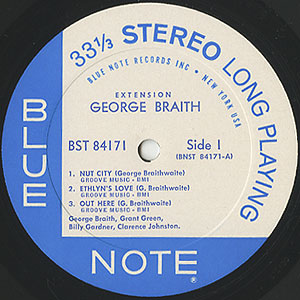 33 1/3 STEREO LONG PLAYING
BLUE NOTE RECORDS INC • NEW YORK USA
EXTENSION
GEORGE BRAITH
BST 84171
Side 1
(BNST 84171-A)
1. NUT CITY (George Braithwaite)
GROOVE MUSIC - BMI
2. ETHLYN'S LOVE (G. Braithwaite)
GROOVE MUSIC - BMI
3. OUT HERE (G. Braithwaite)
GROOVE MUSIC - BMI
George Braith, Grant Green,
Billy Gardner, Clarence Johnston.
BLUE
NOTE®